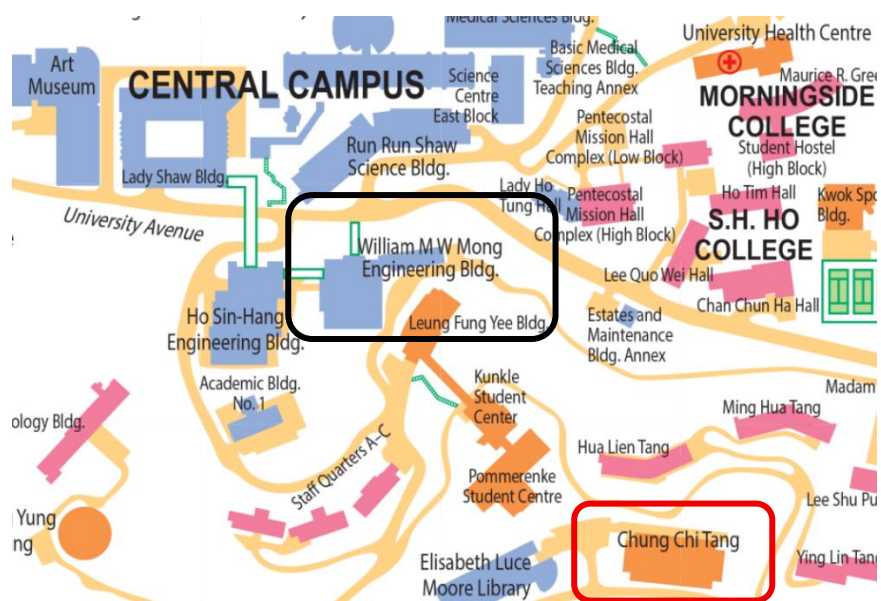 Medical Sciences Bldg.
University Health Centre
Art
Museum
CENTRAL CAMPUS
Science
Centre
East Block
Basic Medical
Sciences Bldg.
Teaching Annex
Maurice R. Gree
MORNINGSIDE
COLLEGE
Student Hostel
(High Block)
Pentecostal
Mission Hall
Complex (Low Block)
Run Run Shaw
Science Bldg.
Lady Shaw Bldg.
University Avenue
Lady Ho
Tung Hall
Pentecostal
Mission Hall
Complex (High Block)
Ho Tim Hall
Kwok Spo
Bldg.
S.H. HO
COLLEGE
William M W Mong
Engineering Bldg.
Lee Quo Wei Hall
Chan Chun Ha Hall
Ho Sin-Hang
Engineering Bldg.
Leung Fung Yee Bldg.
Estates and
Maintenance
Bldg. Annex
Academic Bldg.
No. 1
Kunkle
Student
Center
Madam
Ming Hua Tang
ology Bldg.
Hua Lien Tang
Staff Quarters A–C
Pommerenke
Student Centre
Lee Shu Pu
Yung
ng
Chung Chi Tang
Elisabeth Luce
Moore Library
Ying Lin Tang